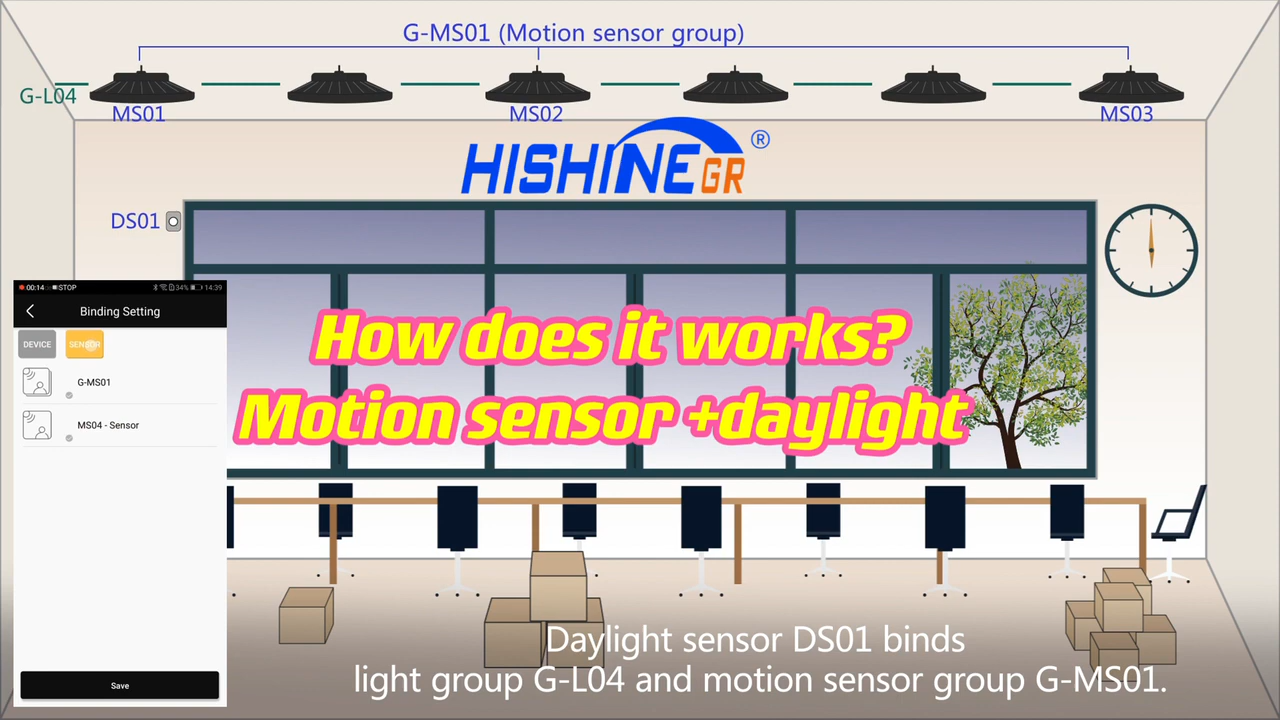 G-MS01 (Motion sensor group)
G-L04
MS01
MS02
MS03
HISHINE GR ®
DS01
00:14 STOP 34% 14:39
Binding Setting
DEVICE SENSOR
G-MS01
MS04 - Sensor
Save
How does it works?
Motion sensor +daylight
Daylight sensor DS01 binds
light group G-L04 and motion sensor group G-MS01.